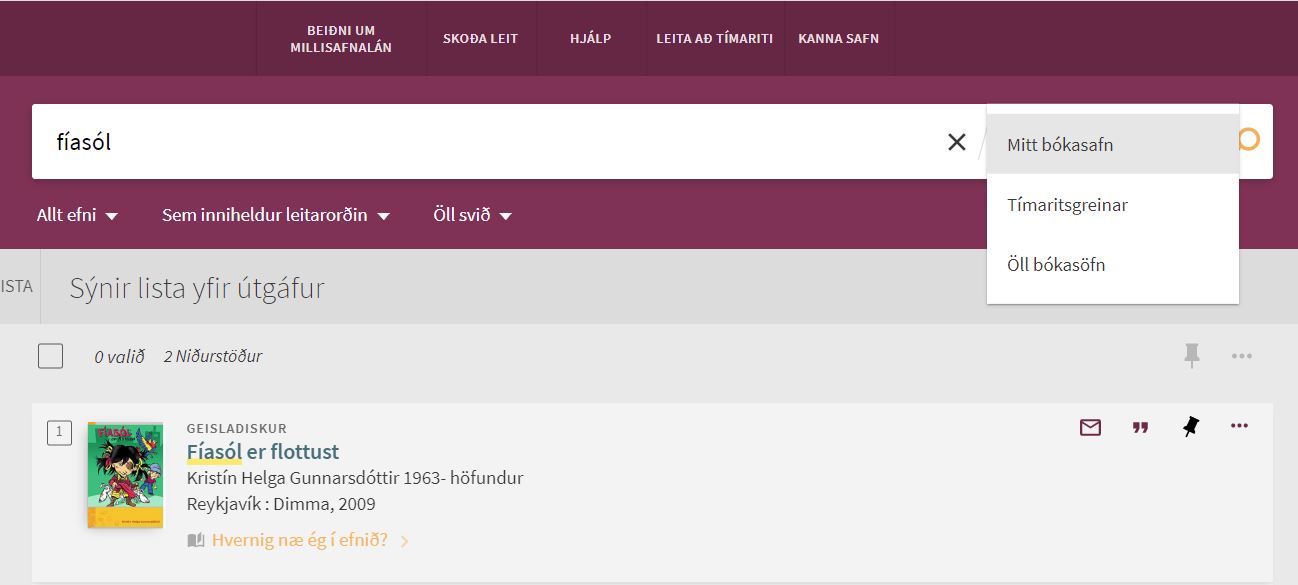 BEIÐNI UM
MILLISAFNALÁN
SKOÐA LEIT
HJÁLP
LEITA AÐ TÍMARITI
KANNA SAFN
fíasól
Mitt bókasafn
Tímaritsgreinar
Öll bókasöfn
Allt efni
Sem inniheldur leitarorðin
Öll svið
ISTA
Sýnir lista yfir útgáfur
0 valið
2 Niðurstöður
1
FÍASÓL
GEISLADISKUR
Fíasól er flottust
Kristín Helga Gunnarsdóttir 1963- höfundur
Reykjavík : Dimma, 2009
Hvernig næ ég í efnið?